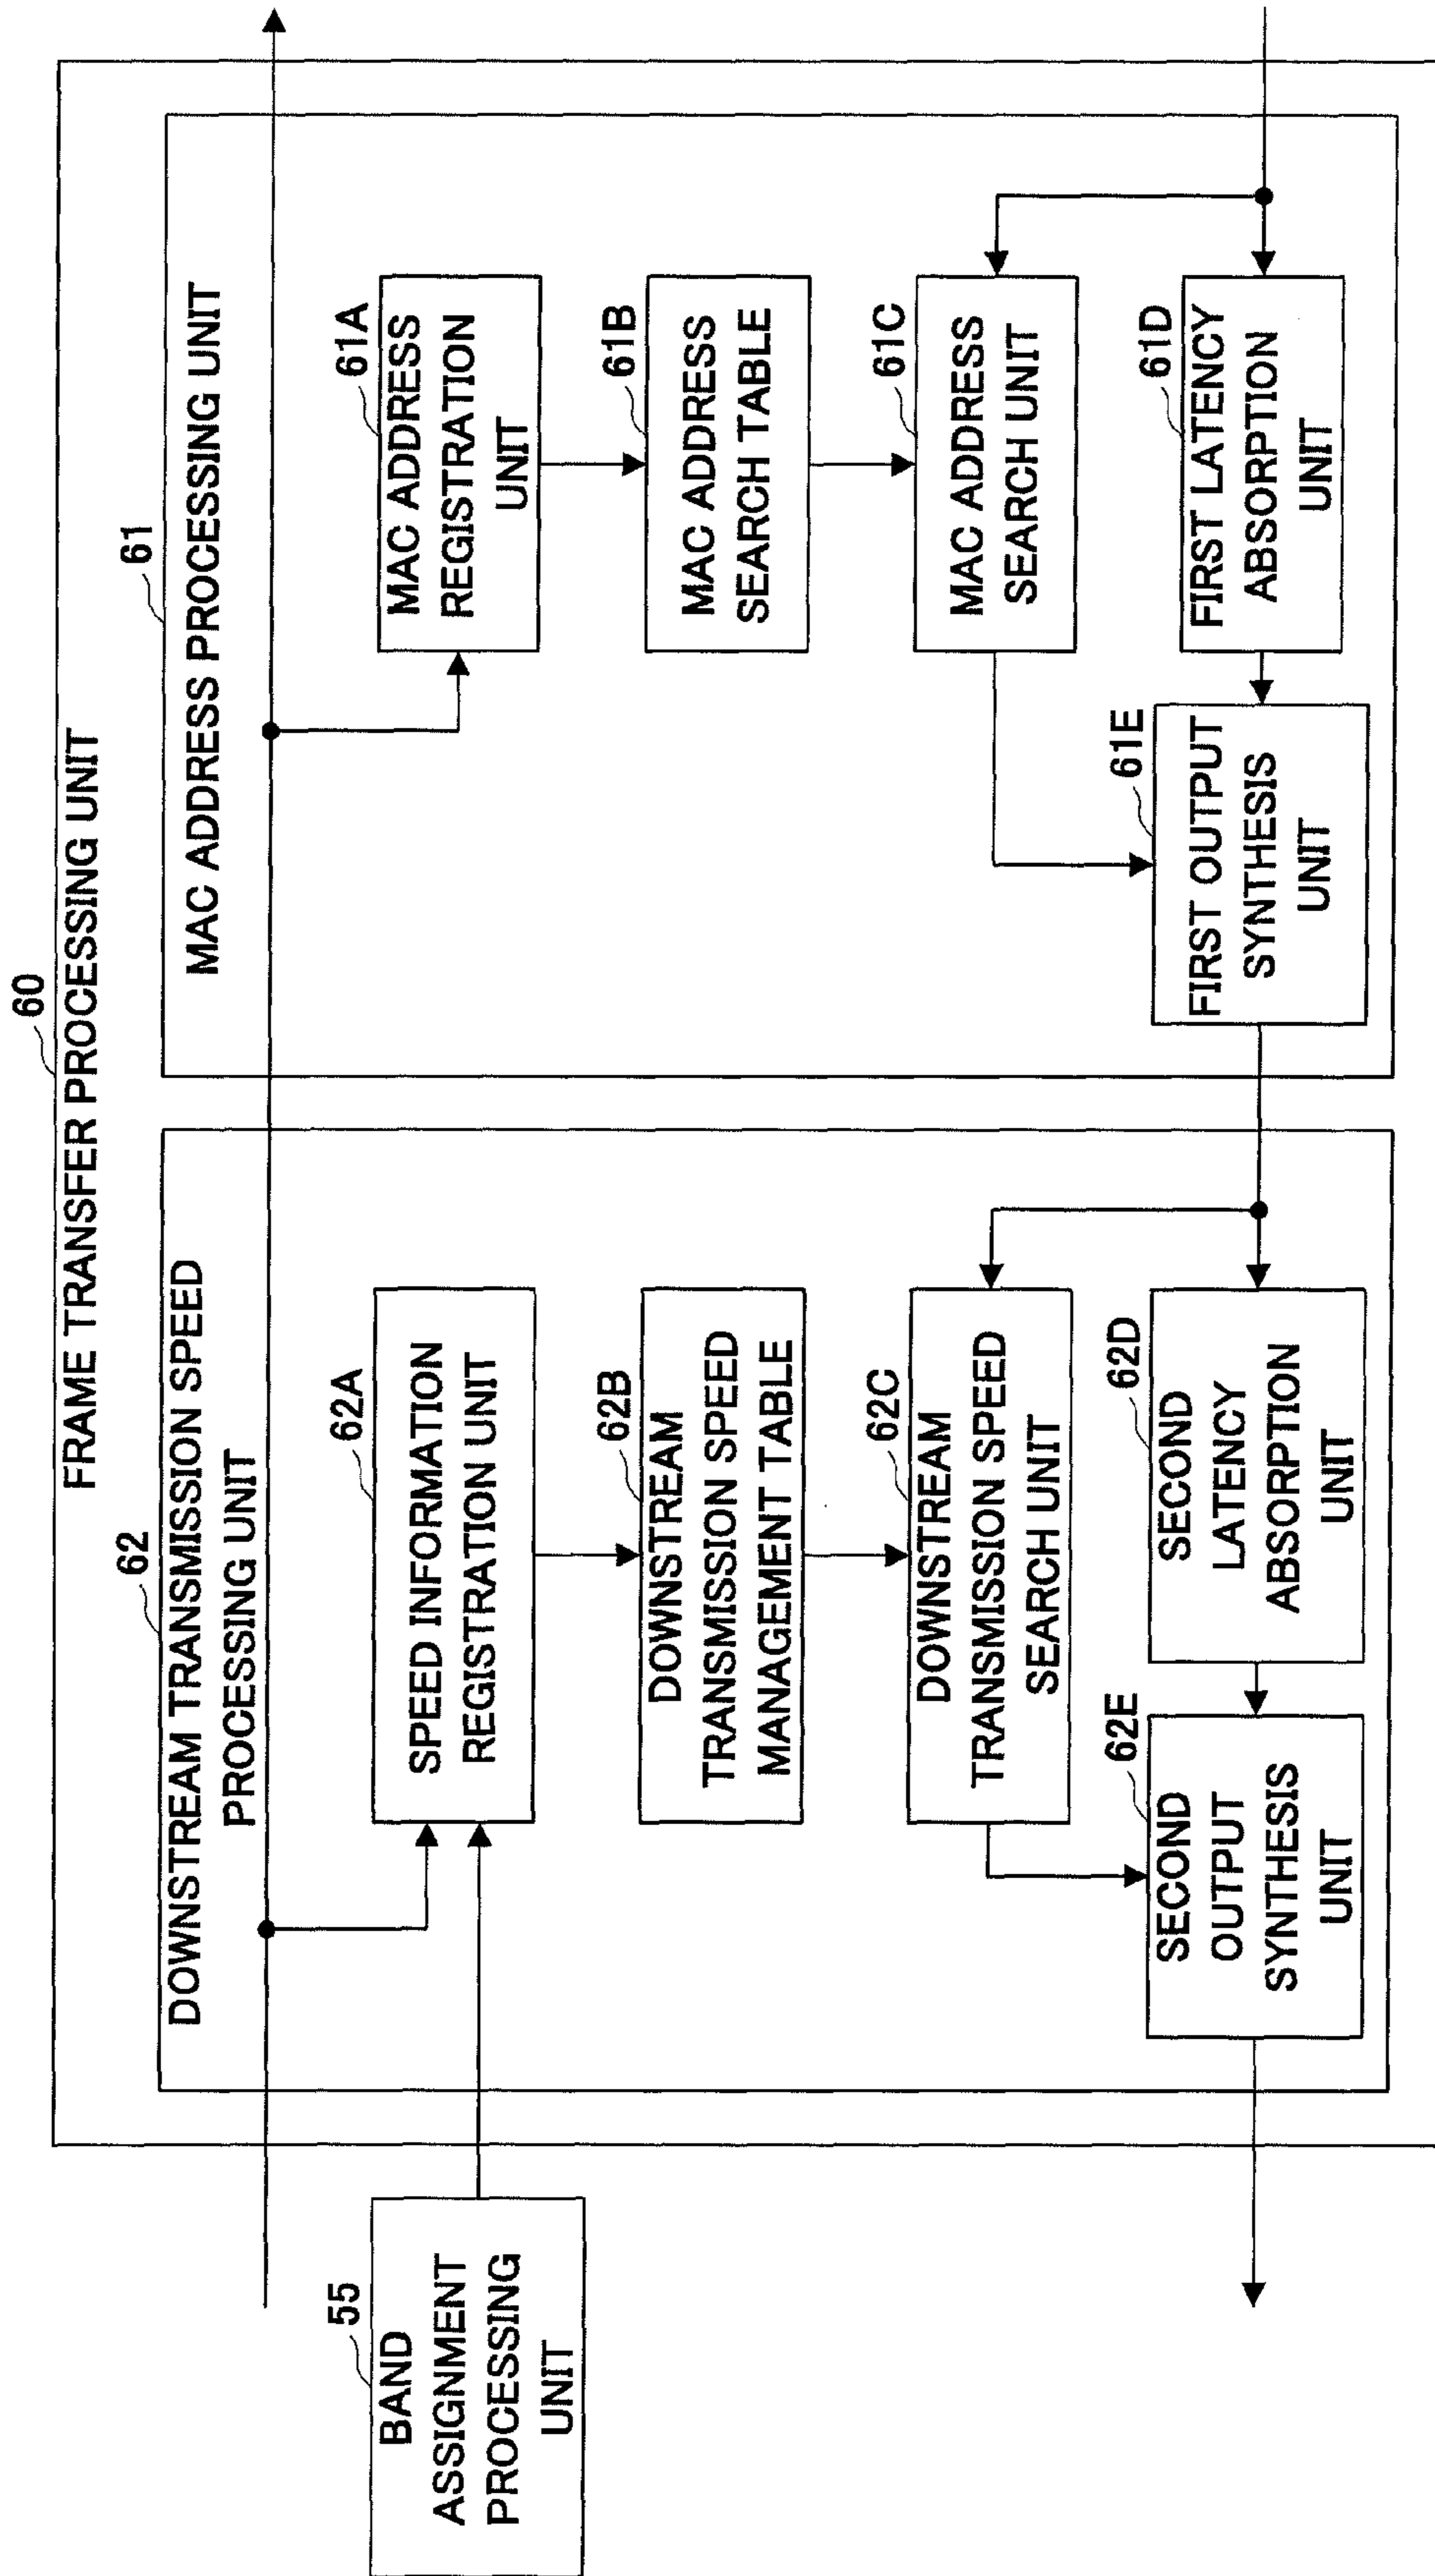 60
FRAME TRANSFER PROCESSING UNIT
62
DOWNSTREAM TRANSMISSION SPEED
PROCESSING UNIT
55
BAND
ASSIGNMENT
PROCESSING
UNIT
62A
SPEED INFORMATION
REGISTRATION UNIT
62B
DOWNSTREAM
TRANSMISSION SPEED
MANAGEMENT TABLE
62C
DOWNSTREAM
TRANSMISSION SPEED
SEARCH UNIT
62E
SECOND
OUTPUT
SYNTHESIS
UNIT
62D
SECOND
LATENCY
ABSORPTION
UNIT
61
MAC ADDRESS PROCESSING UNIT
61A
MAC ADDRESS
REGISTRATION
UNIT
61B
MAC ADDRESS
SEARCH TABLE
61C
MAC ADDRESS
SEARCH UNIT
61E
FIRST OUTPUT
SYNTHESIS
UNIT
61D
FIRST LATENCY
ABSORPTION
UNIT